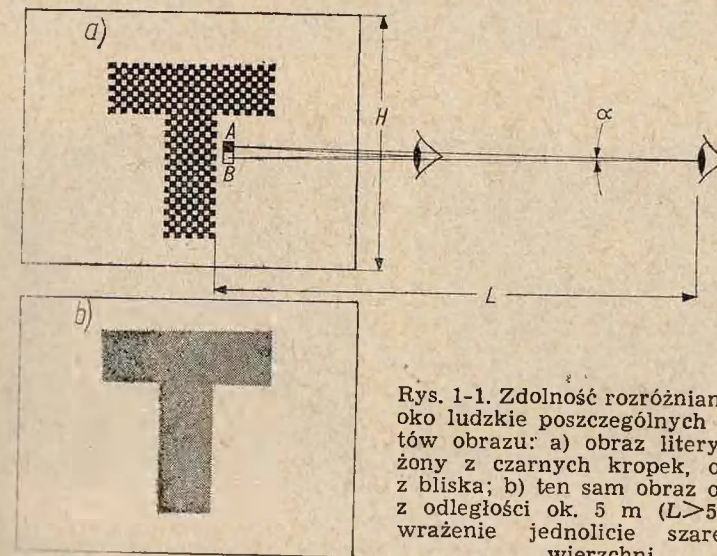 a)
A
B
H
α
L
b)
Rys. 1-1. Zdolność rozróżnian
oko ludzkie poszczególnych
tów obrazu: a) obraz litery
żony z czarnych kropek, o
z bliska; b) ten sam obraz o
z odległości ok. 5 m (L>5
wrażenie jednolicie szare
wierzchni